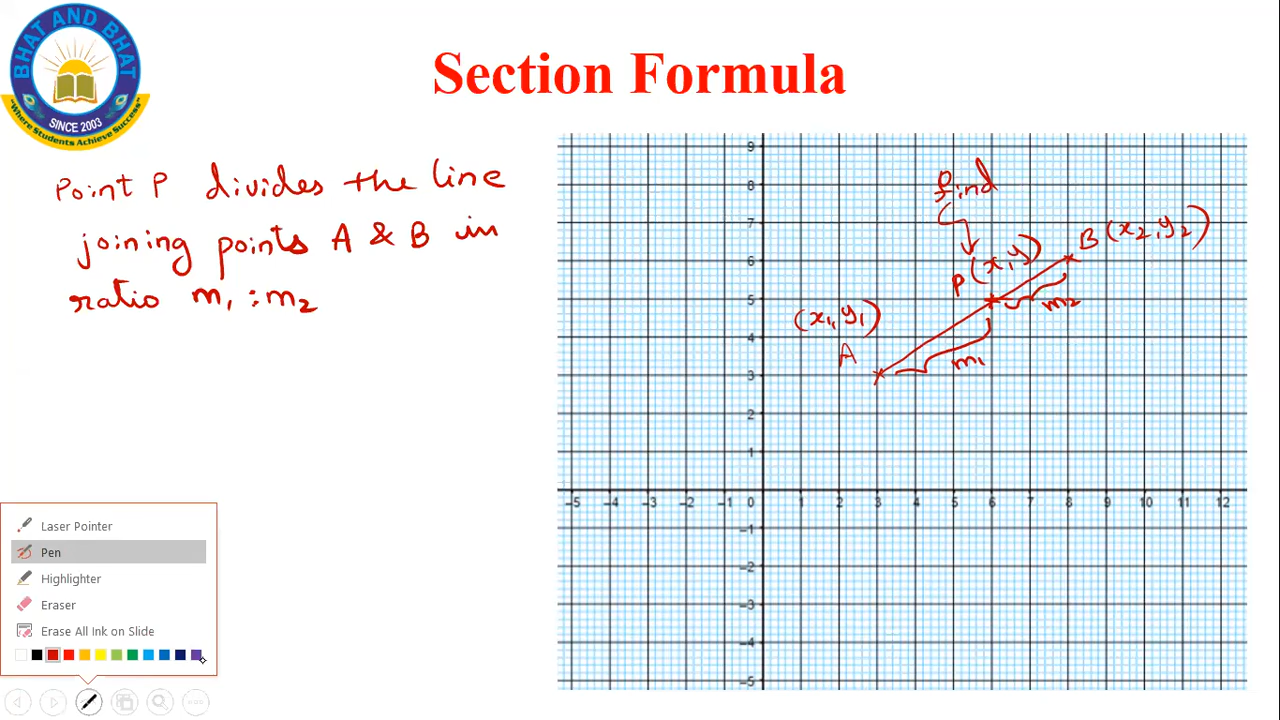 BHAT AND BHAT
"Where Students Achieve Success"
SINCE 2003
Section Formula
Point P divides the line
joining points A & B in
ratio m₁ : m₂
find
P(x, y)
B(x₂, y₂)
(x₁, y₁)
A
m₁
m₂
9
8
7
6
5
4
3
2
1
-5 -4 -3 -2 -1 0 1 2 3 4 5 6 7 8 9 10 11 12
-1
-2
-3
-4
-5
Laser Pointer
Pen
Highlighter
Eraser
Erase All Ink on Slide